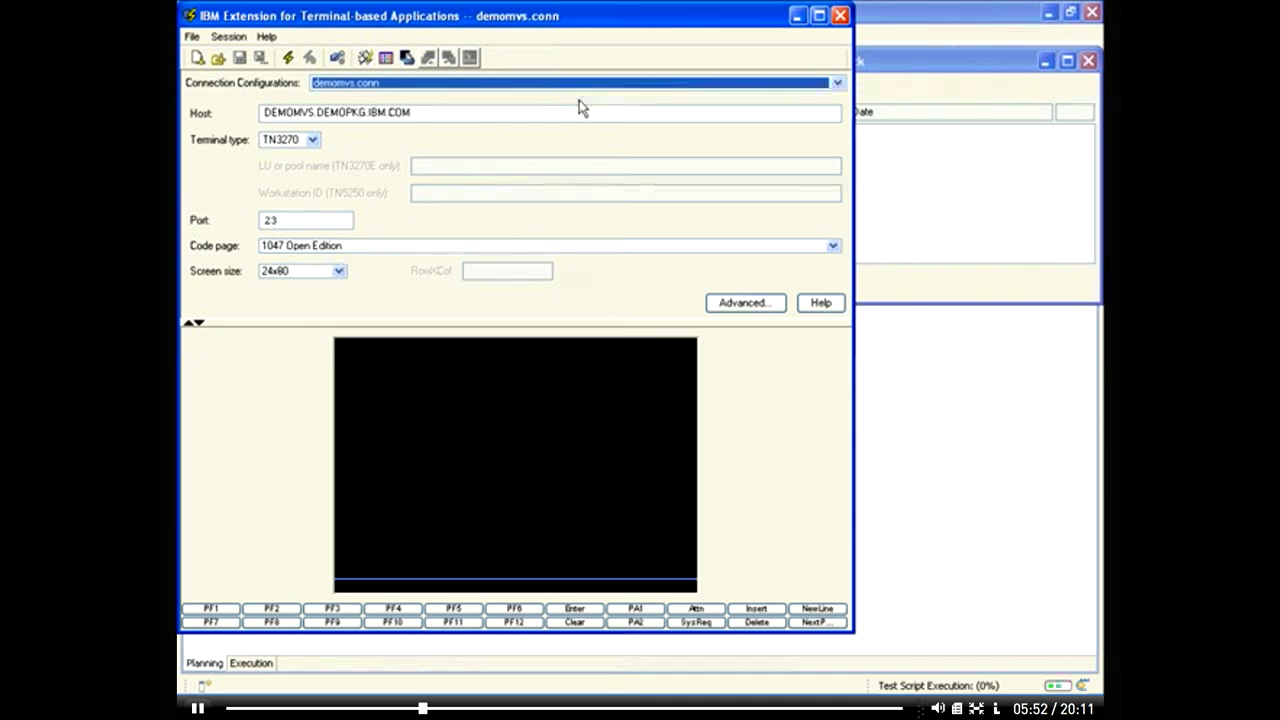 IBM Extension for Terminal-based Applications -- demomvs.conn
File Session Help
Connection Configurations: demomvs.conn
Host: DEMOMVS.DEMOPKG.IBM.COM
Date
Terminal type: TN3270
LU or pool name (TN3270E only):
Workstation ID (TN5250 only):
Port: 23
Code page: 1047 Open Edition
Screen size: 24x80 RowXCol:
Advanced... Help
PF1 PF2 PF3 PF4 PF5 PF6 Enter PA1 Attn Insert NewLine
PF7 PF8 PF9 PF10 PF11 PF12 Clear PA2 SysReq Delete NextP...
Planning Execution
Test Script Execution: (0%)
05:52 / 20:11